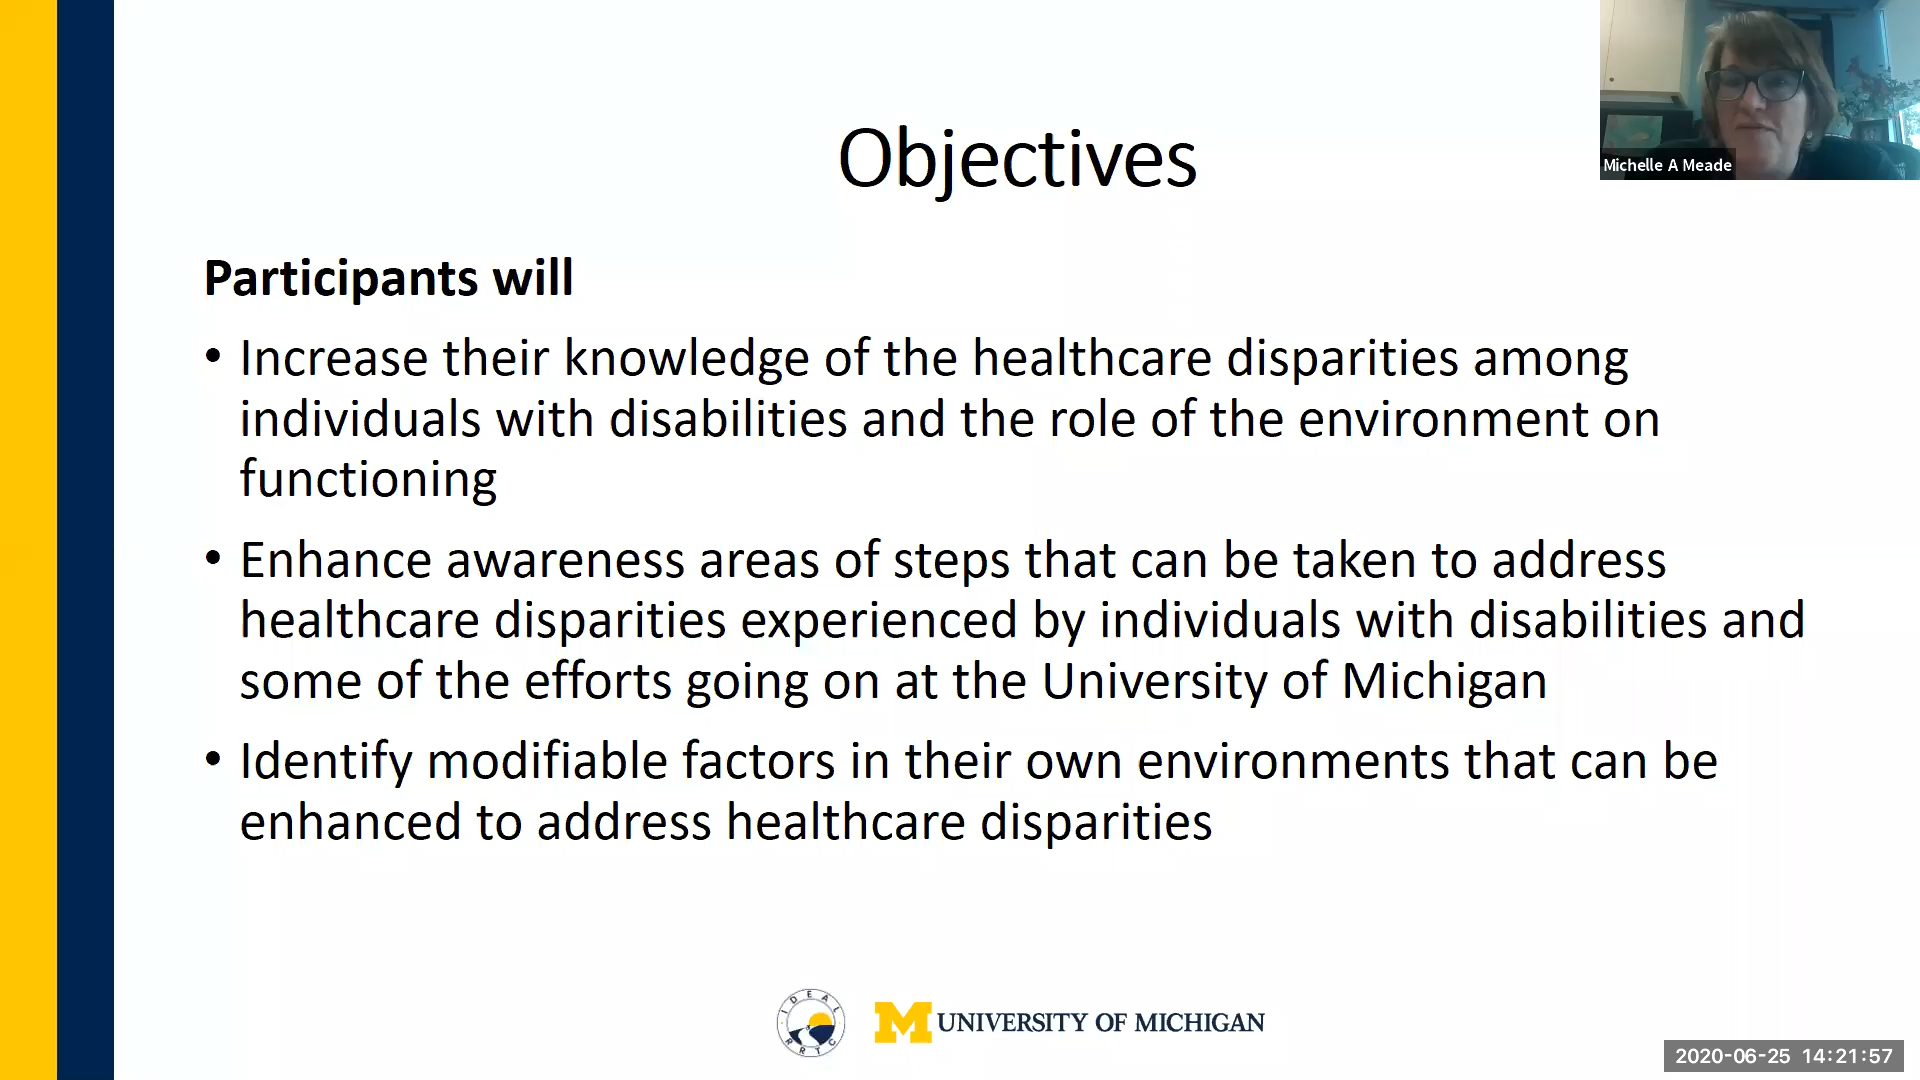 Objectives
Michelle A Meade
Participants will
• Increase their knowledge of the healthcare disparities among
individuals with disabilities and the role of the environment on
functioning
• Enhance awareness areas of steps that can be taken to address
healthcare disparities experienced by individuals with disabilities and
some of the efforts going on at the University of Michigan
• Identify modifiable factors in their own environments that can be
enhanced to address healthcare disparities
IDEAL
RRTC
M UNIVERSITY OF MICHIGAN
2020-06-25 14:21:57